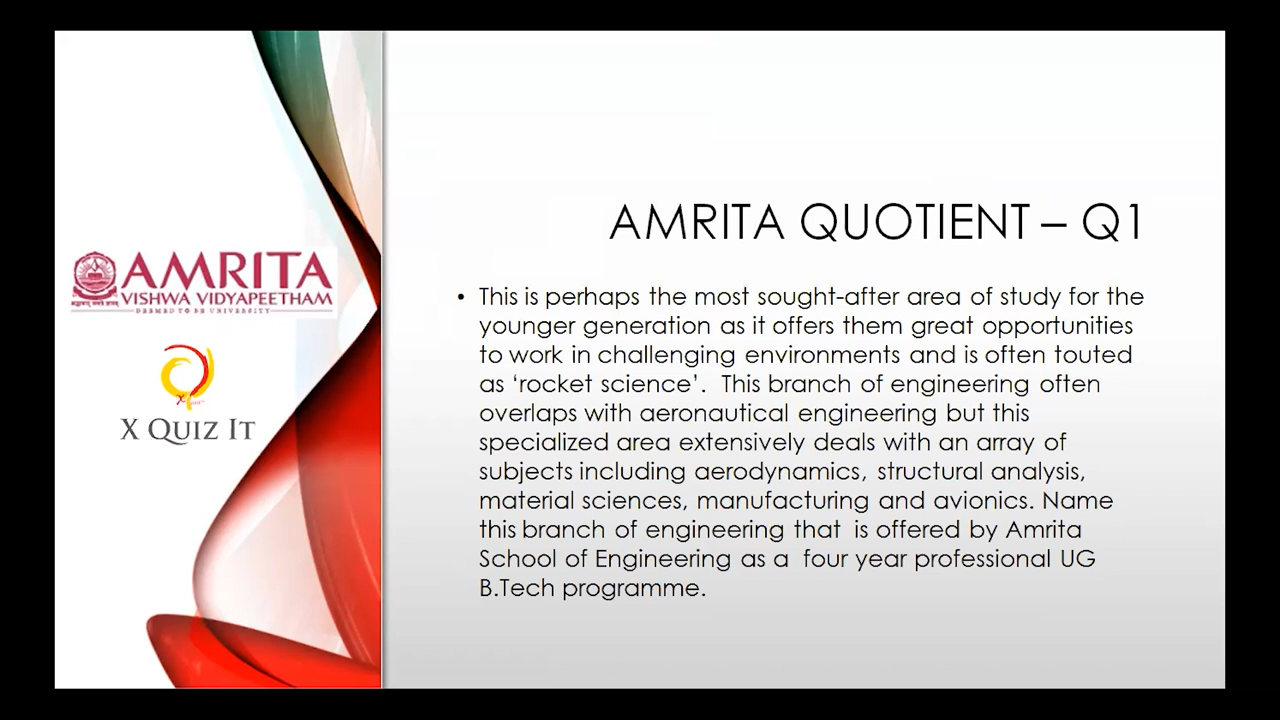 AMRITA
VISHWA VIDYAPEETHAM
DEEMED TO BE UNIVERSITY
X QUIZ IT
AMRITA QUOTIENT – Q1
• This is perhaps the most sought-after area of study for the
younger generation as it offers them great opportunities
to work in challenging environments and is often touted
as ‘rocket science’. This branch of engineering often
overlaps with aeronautical engineering but this
specialized area extensively deals with an array of
subjects including aerodynamics, structural analysis,
material sciences, manufacturing and avionics. Name
this branch of engineering that is offered by Amrita
School of Engineering as a four year professional UG
B.Tech programme.